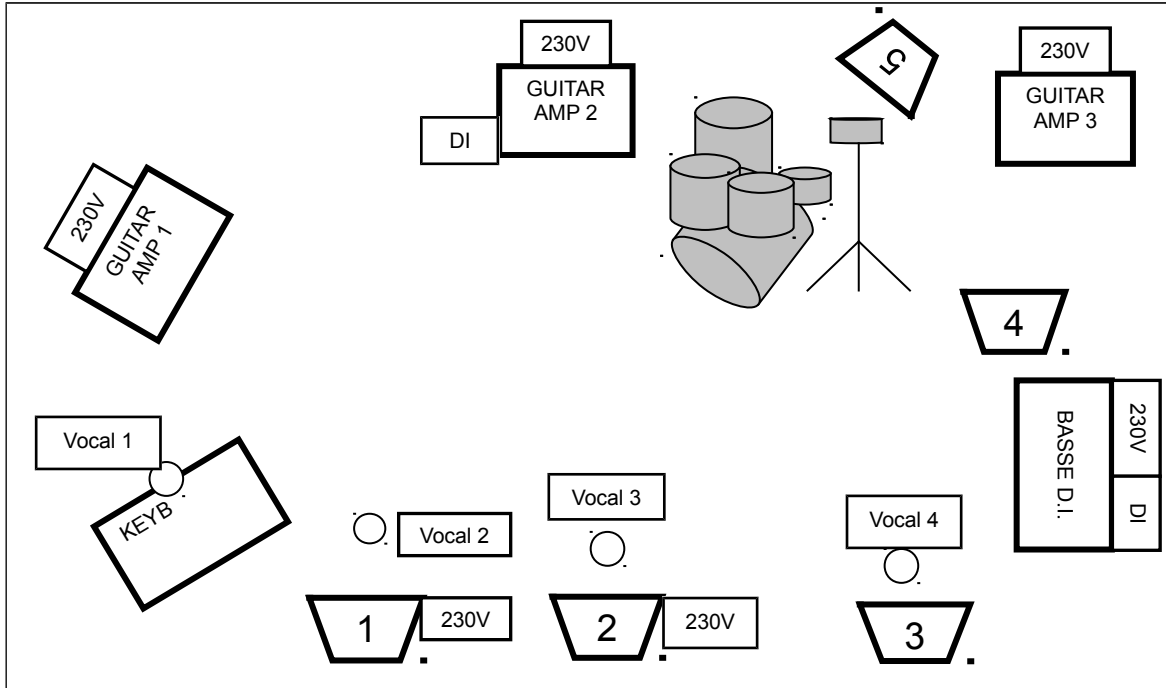 230V
GUITAR
AMP 2
DI
5
230V
GUITAR
AMP 3
230V
GUITAR
AMP 1
4
Vocal 1
KEYB
Vocal 2
Vocal 3
Vocal 4
BASSE D.I.
230V
DI
1
230V
2
230V
3